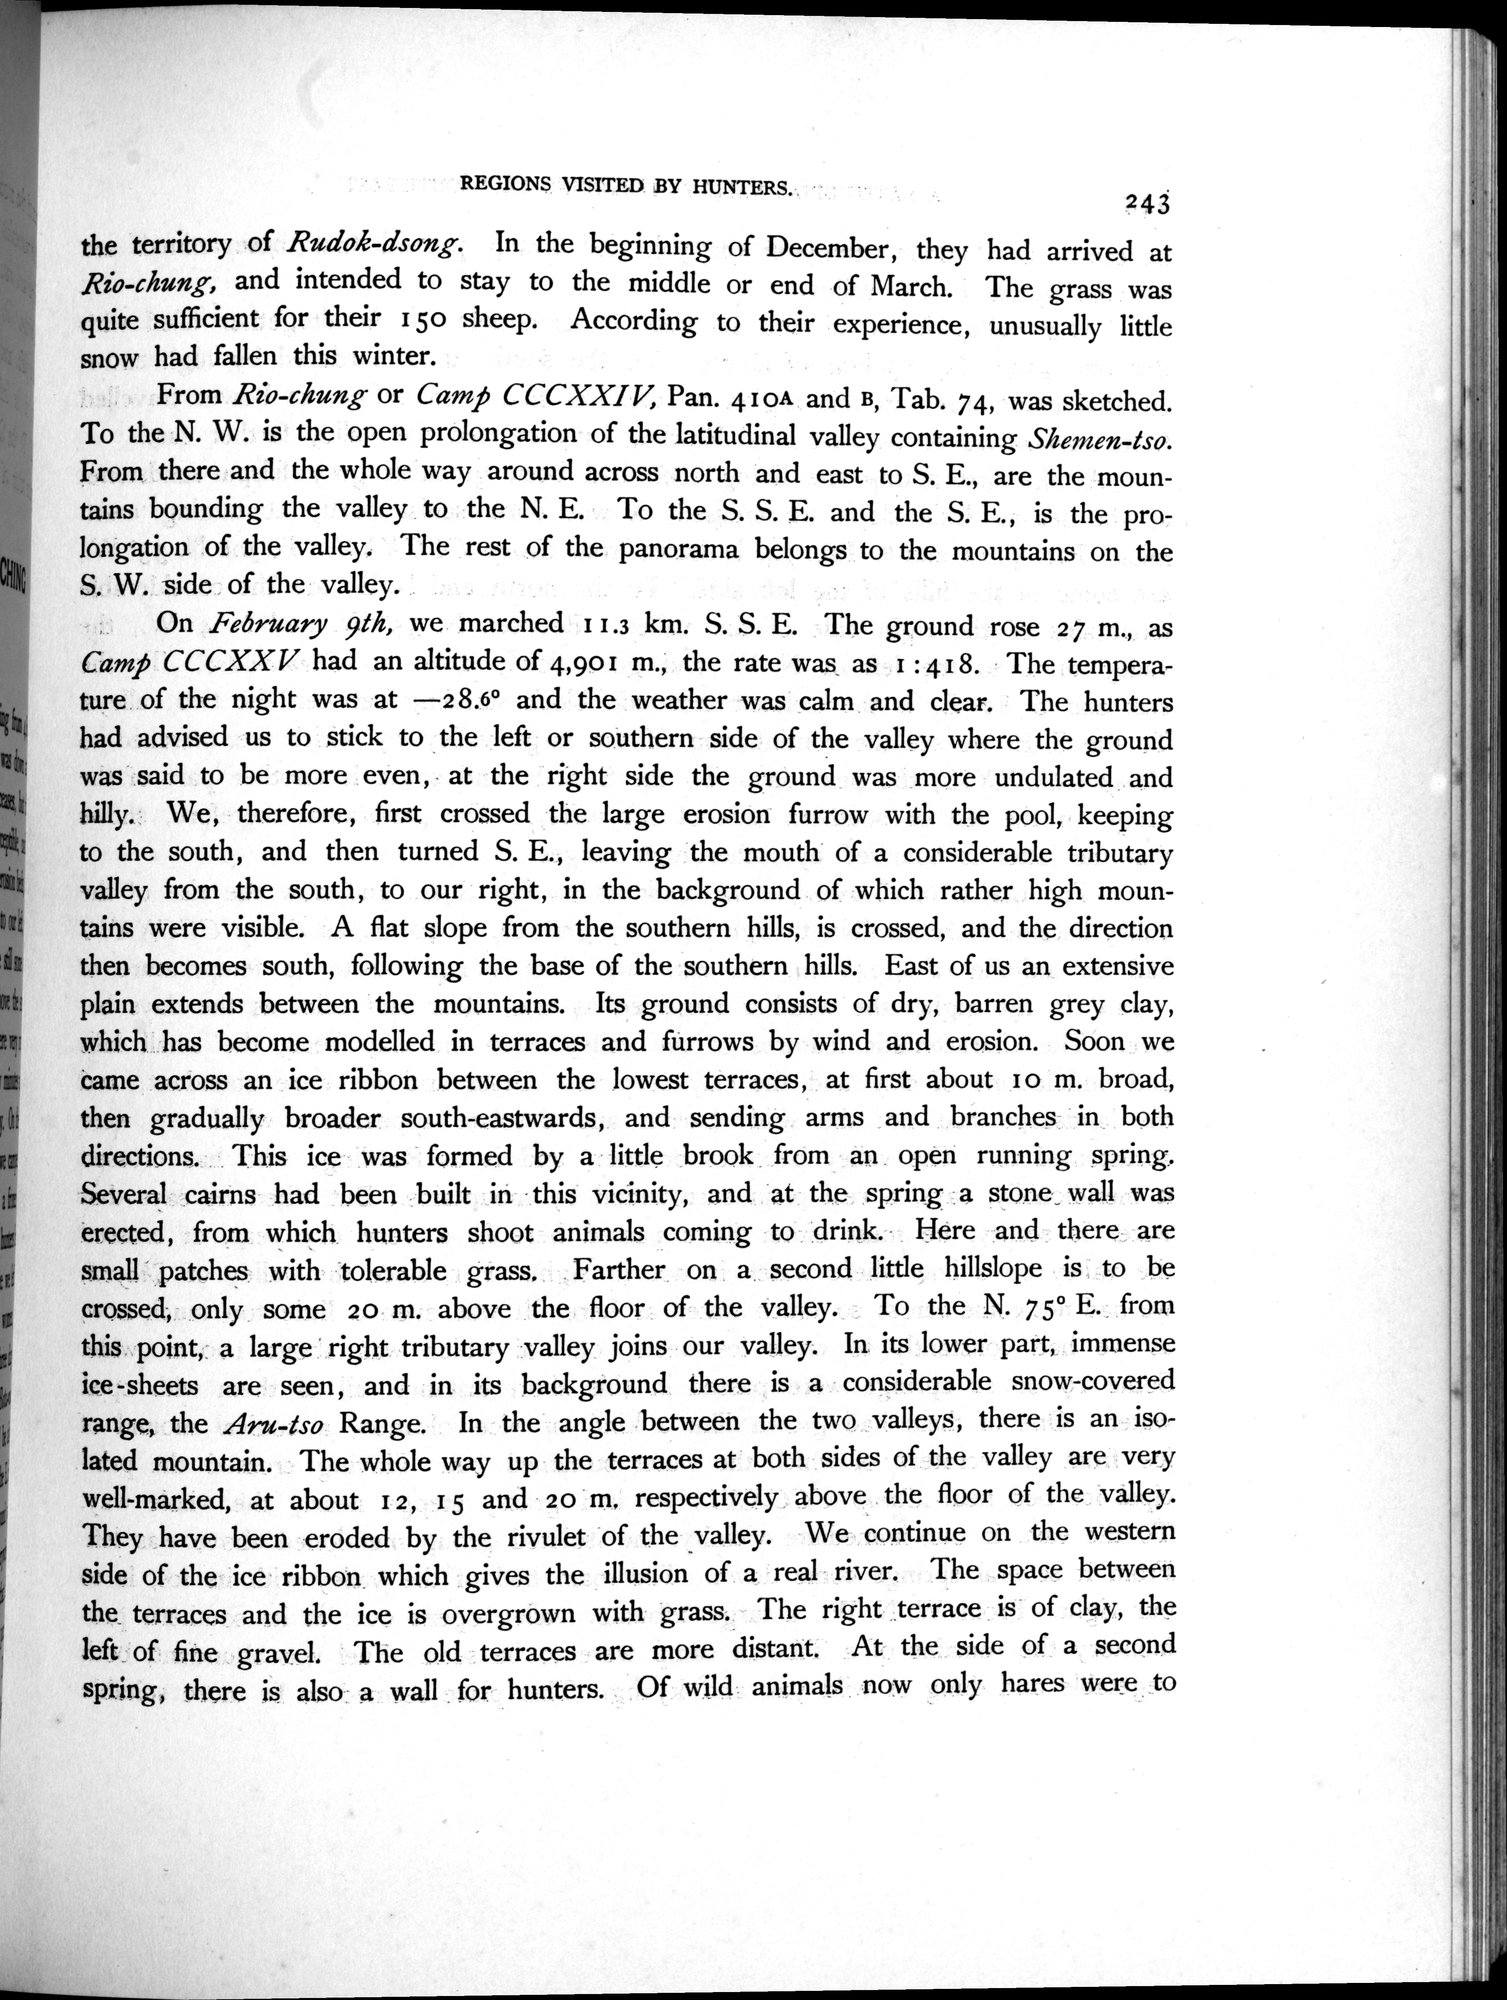 REGIONS VISITED BY HUNTERS.
243
the territory of Rudok-dsong. In the beginning of December, they had arrived at
Rio-chung, and intended to stay to the middle or end of March. The grass was
quite sufficient for their 150 sheep. According to their experience, unusually little
snow had fallen this winter.
From Rio-chung or Camp CCCXXIV, Pan. 410A and B, Tab. 74, was sketched.
To the N. W. is the open prolongation of the latitudinal valley containing Shemen-tso.
From there and the whole way around across north and east to S. E., are the moun-
tains bounding the valley to the N. E. To the S. S. E. and the S. E., is the pro-
longation of the valley. The rest of the panorama belongs to the mountains on the
S. W. side of the valley.
On February 9th, we marched 11.3 km. S. S. E. The ground rose 27 m., as
Camp CCCXXV had an altitude of 4,901 m., the rate was as 1:418. The tempera-
ture of the night was at —28.6° and the weather was calm and clear. The hunters
had advised us to stick to the left or southern side of the valley where the ground
was said to be more even, at the right side the ground was more undulated and
hilly. We, therefore, first crossed the large erosion furrow with the pool, keeping
to the south, and then turned S. E., leaving the mouth of a considerable tributary
valley from the south, to our right, in the background of which rather high moun-
tains were visible. A flat slope from the southern hills, is crossed, and the direction
then becomes south, following the base of the southern hills. East of us an extensive
plain extends between the mountains. Its ground consists of dry, barren grey clay,
which has become modelled in terraces and furrows by wind and erosion. Soon we
came across an ice ribbon between the lowest terraces, at first about 10 m. broad,
then gradually broader south-eastwards, and sending arms and branches in both
directions. This ice was formed by a little brook from an open running spring.
Several cairns had been built in this vicinity, and at the spring a stone wall was
erected, from which hunters shoot animals coming to drink. Here and there are
small patches with tolerable grass. Farther on a second little hillslope is to be
crossed, only some 20 m. above the floor of the valley. To the N. 75° E. from
this point, a large right tributary valley joins our valley. In its lower part, immense
ice-sheets are seen, and in its background there is a considerable snow-covered
range, the Aru-tso Range. In the angle between the two valleys, there is an iso-
lated mountain. The whole way up the terraces at both sides of the valley are very
well-marked, at about 12, 15 and 20 m. respectively above the floor of the valley.
They have been eroded by the rivulet of the valley. We continue on the western
side of the ice ribbon which gives the illusion of a real river. The space between
the terraces and the ice is overgrown with grass. The right terrace is of clay, the
left of fine gravel. The old terraces are more distant. At the side of a second
spring, there is also a wall for hunters. Of wild animals now only hares were to